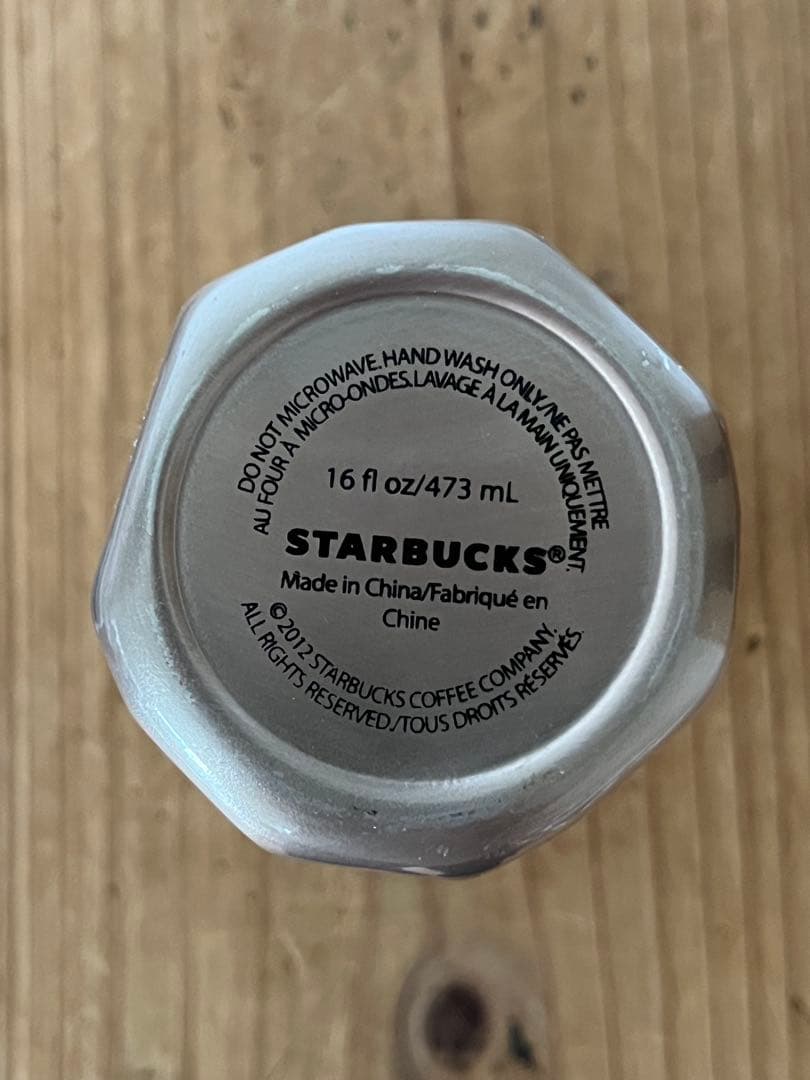 DO NOT MICROWAVE. HAND WASH ONLY./NE PAS METTRE
AU FOUR À MICRO-ONDES. LAVAGE À LA MAIN UNIQUEMENT.
16 fl oz/473 mL
STARBUCKS®
Made in China/Fabriqué en
Chine
© 2012 STARBUCKS COFFEE COMPANY.
ALL RIGHTS RESERVED./TOUS DROITS RÉSERVÉS.